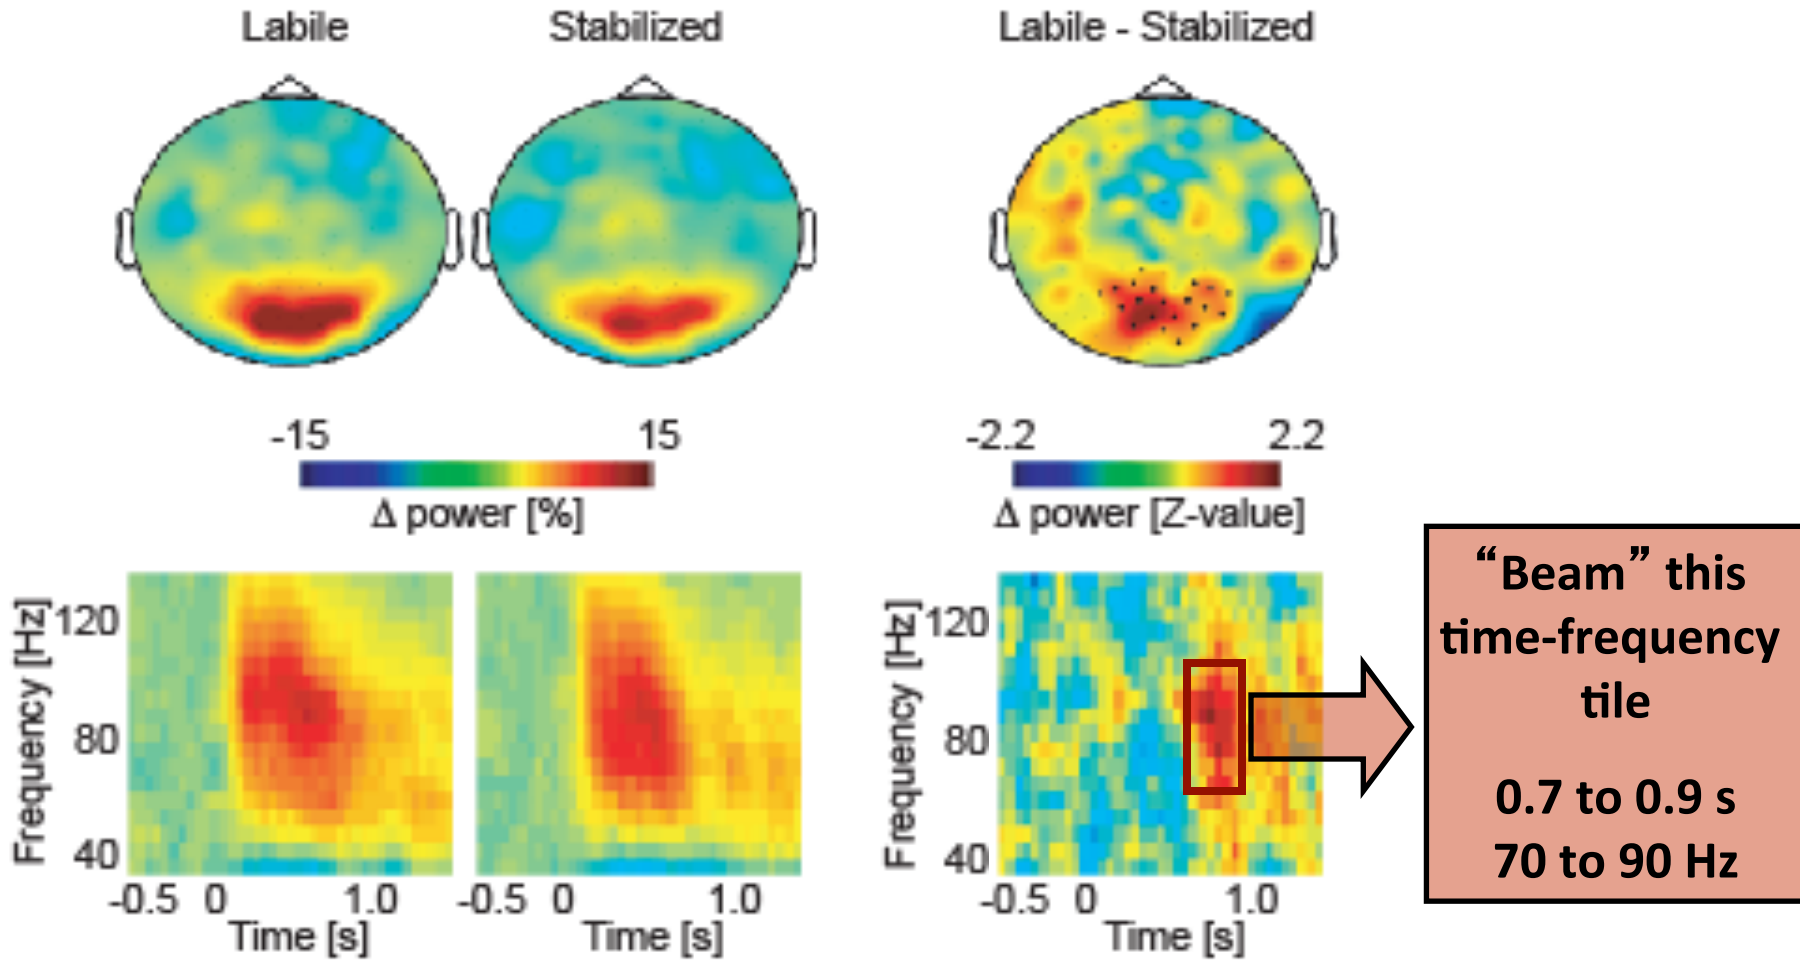 Labile
Stabilized
Labile - Stabilized
-15
15
Δ power [%]
-2.2
2.2
Δ power [Z-value]
Frequency [Hz]
120
80
40
-0.5
0
1.0
Time [s]
-0.5
0
1.0
Time [s]
Frequency [Hz]
120
80
40
-0.5
0
1.0
Time [s]
“Beam” this
time-frequency
tile
0.7 to 0.9 s
70 to 90 Hz